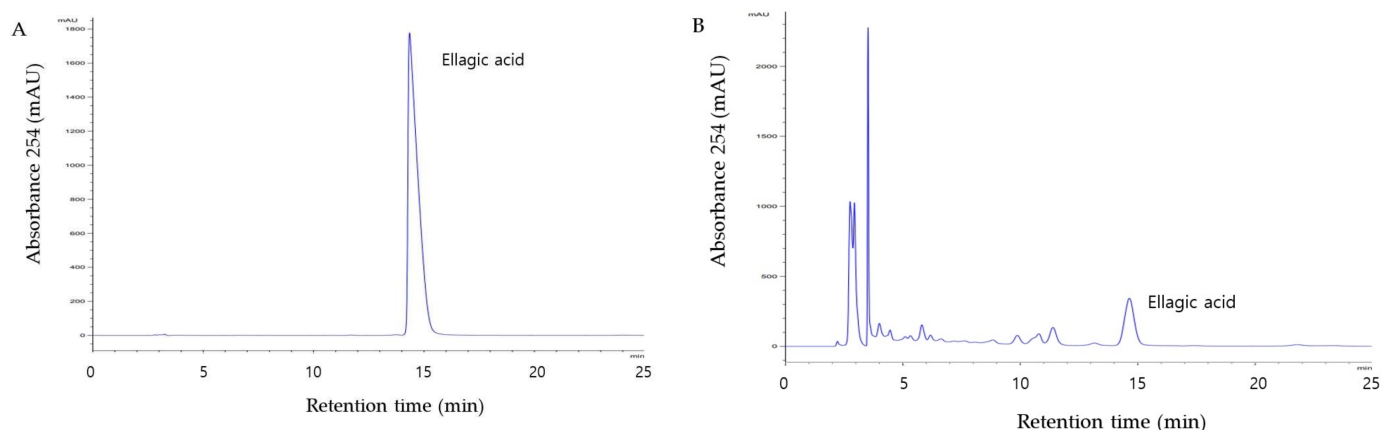 A
mAU
Absorbance 254 (mAU)
1800
1600
1400
1200
1000
800
600
400
200
0
Ellagic acid
min
0 5 10 15 20 25
Retention time (min)
B
mAU
Absorbance 254 (mAU)
2000
1500
1000
500
0
Ellagic acid
min
0 5 10 15 20 25
Retention time (min)